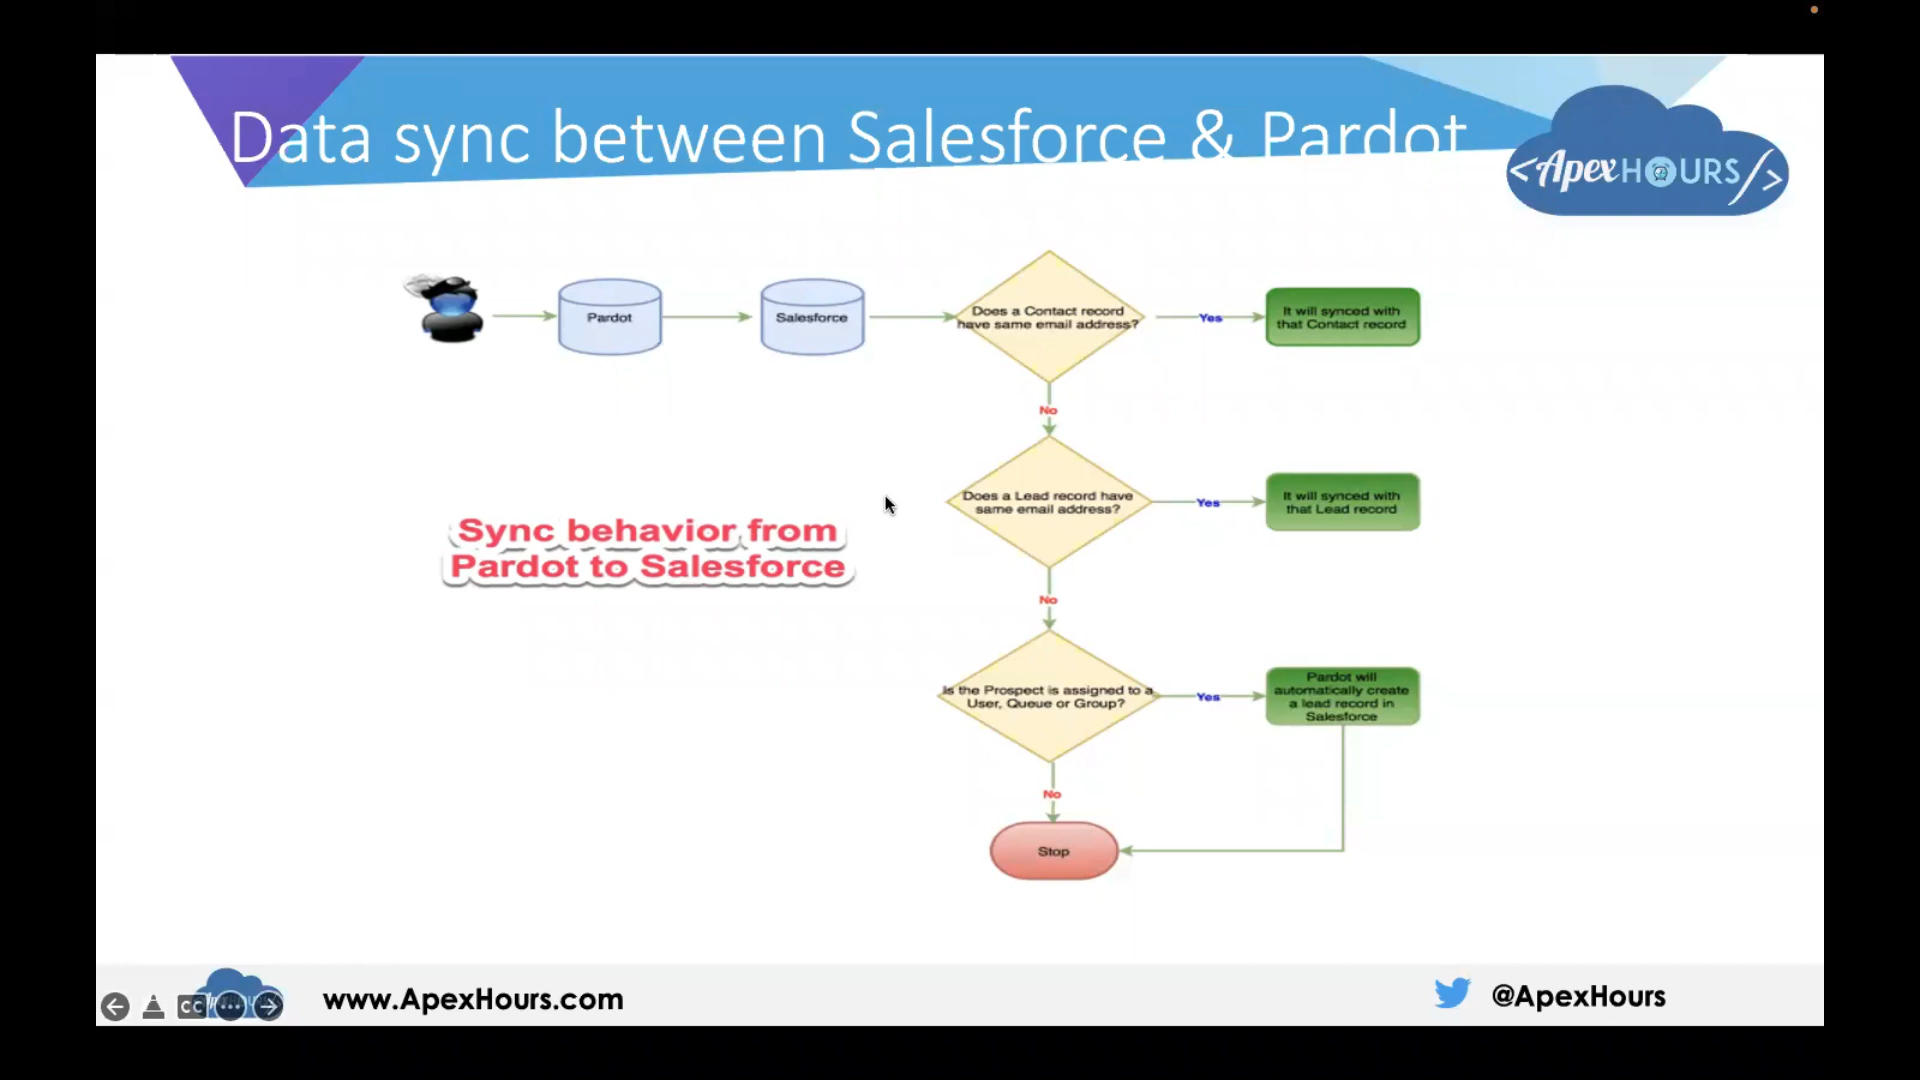 Data sync between Salesforce & Pardot
<ApexHOURS/>
Pardot
Salesforce
Does a Contact record
have same email address?
Yes
It will synced with
that Contact record
No
Does a Lead record have
same email address?
Yes
It will synced with
that Lead record
Sync behavior from
Pardot to Salesforce
No
Is the Prospect is assigned to a
User, Queue or Group?
Yes
Pardot will
automatically create
a lead record in
Salesforce
No
Stop
CC
www.ApexHours.com
@ApexHours